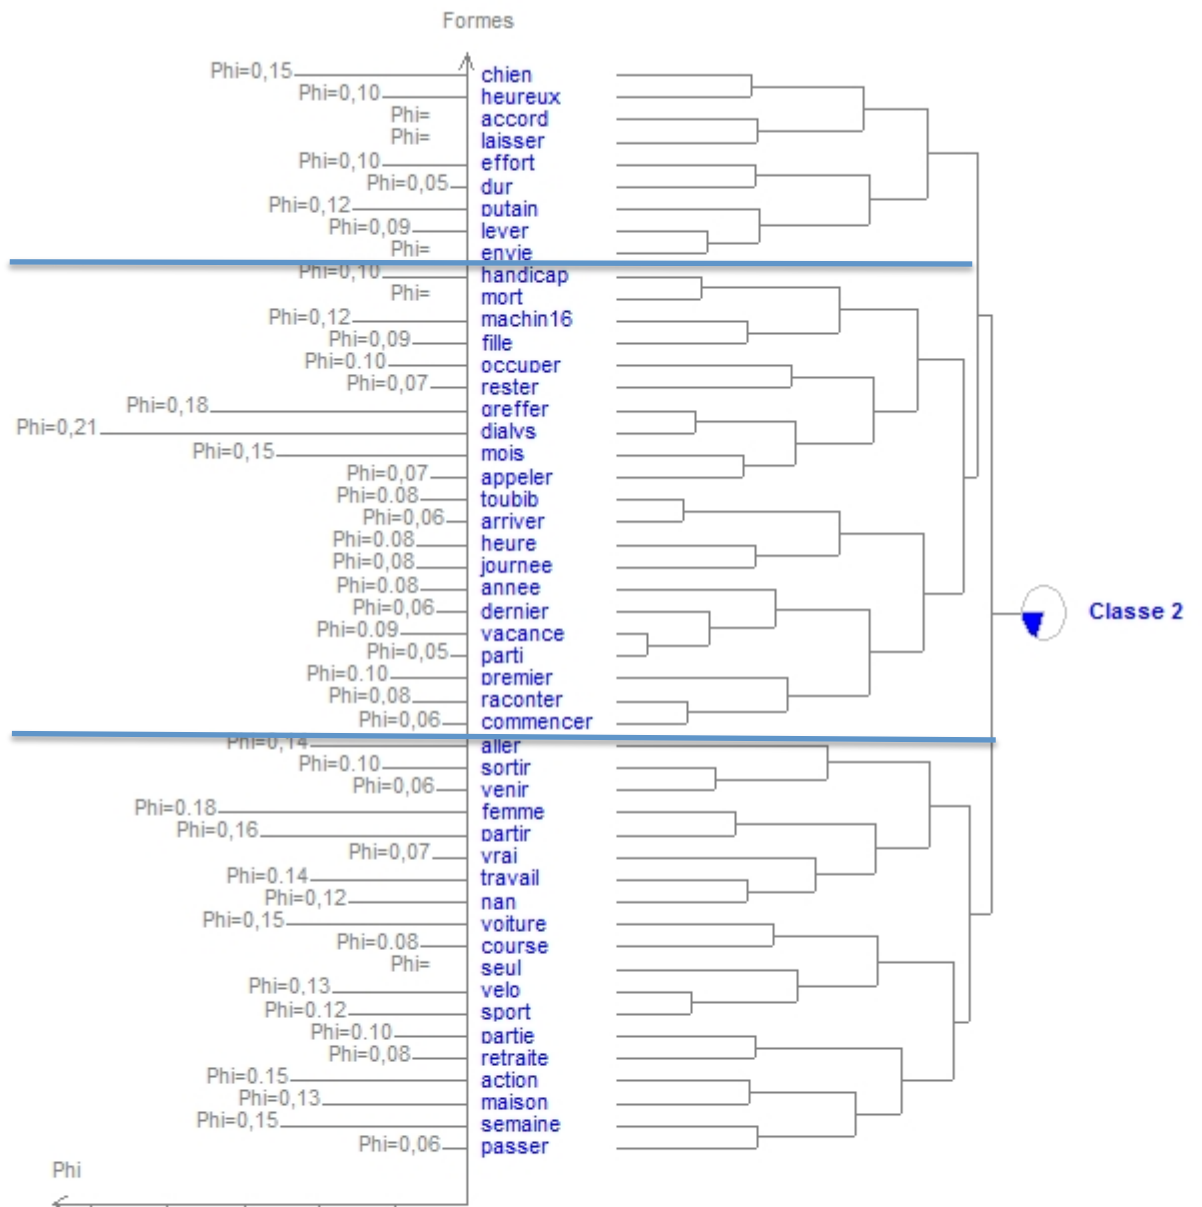 Formes
Phi=0,15 chien
Phi=0,10 heureux
Phi= accord
Phi= laisser
Phi=0,10 effort
Phi=0,05 dur
Phi=0,12 putain
Phi=0,09 lever
Phi= envie
Phi=0,10 handicap
Phi= mort
Phi=0,12 machin16
Phi=0,09 fille
Phi=0.10 occuper
Phi=0,07 rester
Phi=0,18 greffer
Phi=0,21 dialys
Phi=0,15 mois
Phi=0,07 appeler
Phi=0.08 toubib
Phi=0,06 arriver
Phi=0.08 heure
Phi=0,08 journee
Phi=0.08 annee
Phi=0,06 dernier
Phi=0.09 vacance
Phi=0,05 parti
Phi=0.10 premier
Phi=0,08 raconter
Phi=0,06 commencer
Phi=0,14 aller
Phi=0.10 sortir
Phi=0,06 venir
Phi=0.18 femme
Phi=0,16 partir
Phi=0,07 vrai
Phi=0.14 travail
Phi=0,12 nan
Phi=0,15 voiture
Phi=0.08 course
Phi= seul
Phi=0,13 velo
Phi=0.12 sport
Phi=0.10 partie
Phi=0,08 retraite
Phi=0.15 action
Phi=0,13 maison
Phi=0,15 semaine
Phi=0,06 passer
Classe 2
Phi